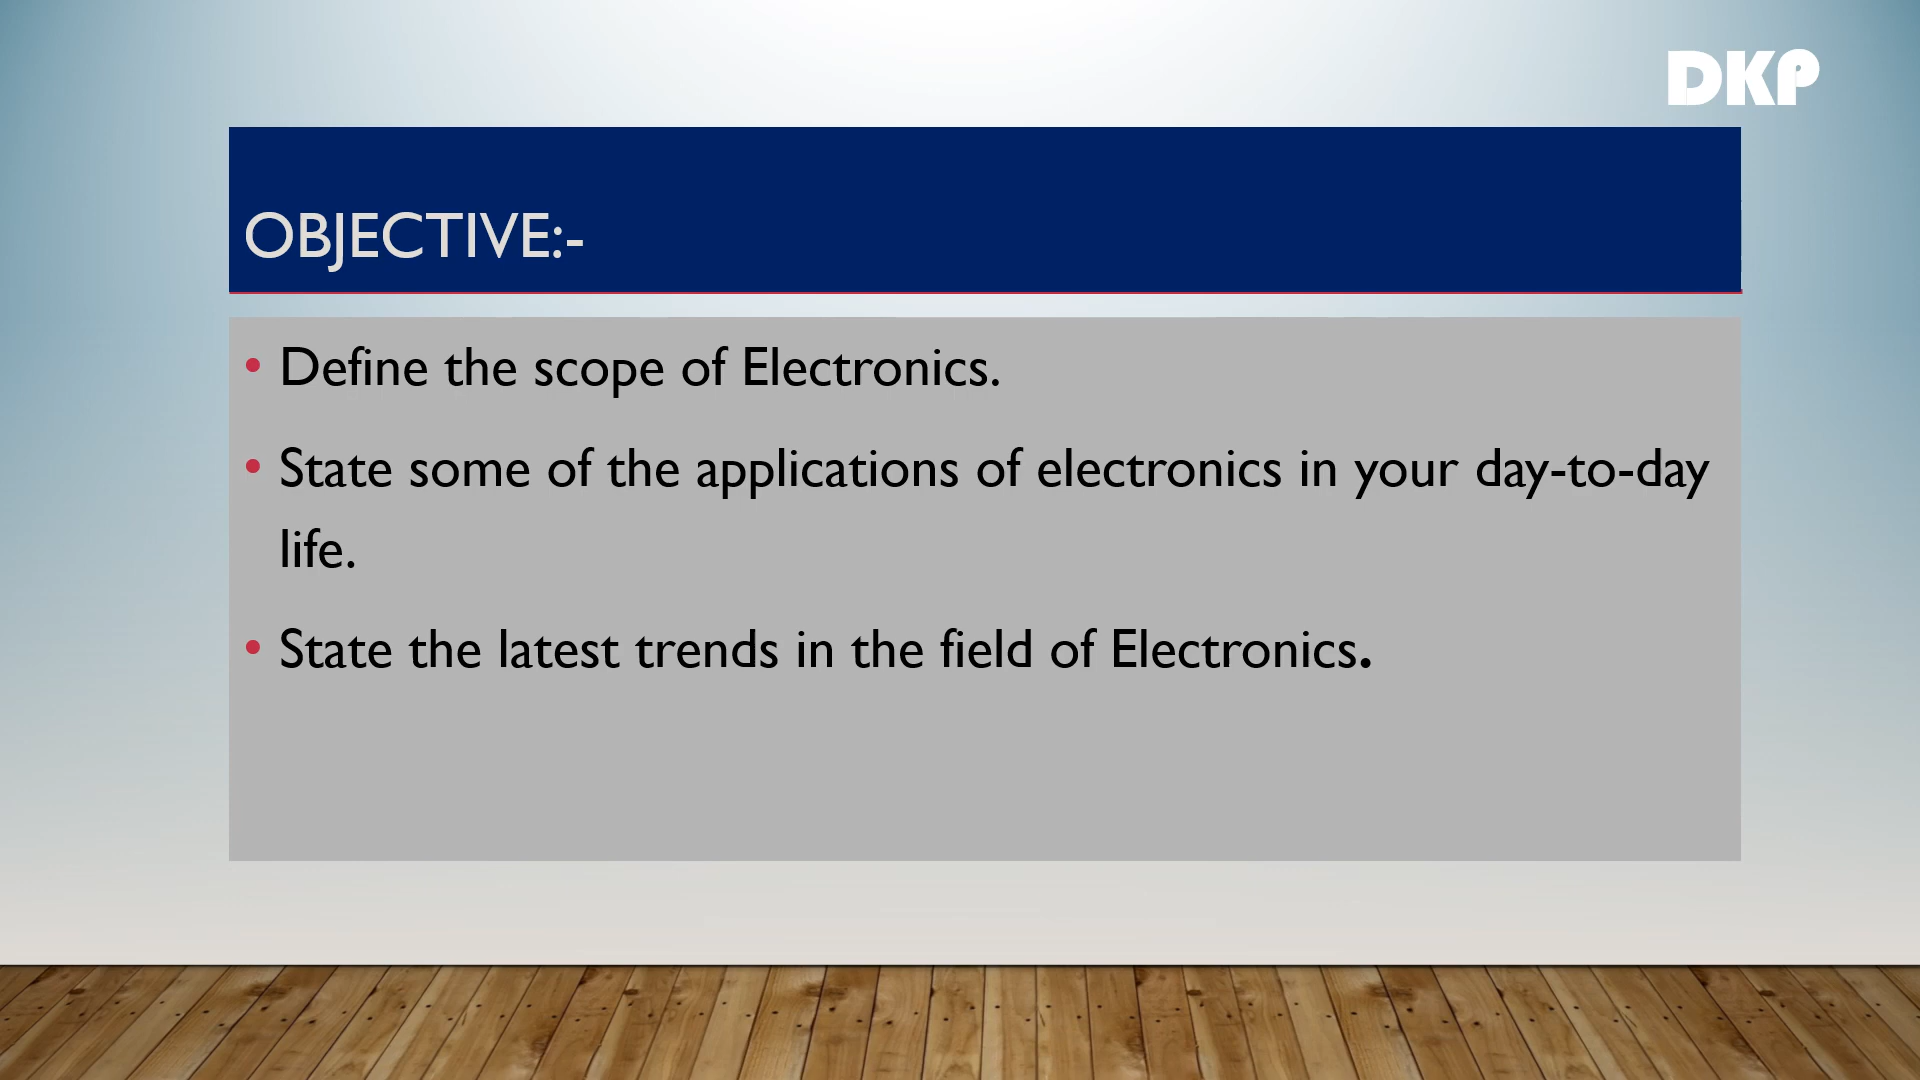 DKP
OBJECTIVE:-
• Define the scope of Electronics.
• State some of the applications of electronics in your day-to-day
life.
• State the latest trends in the field of Electronics.